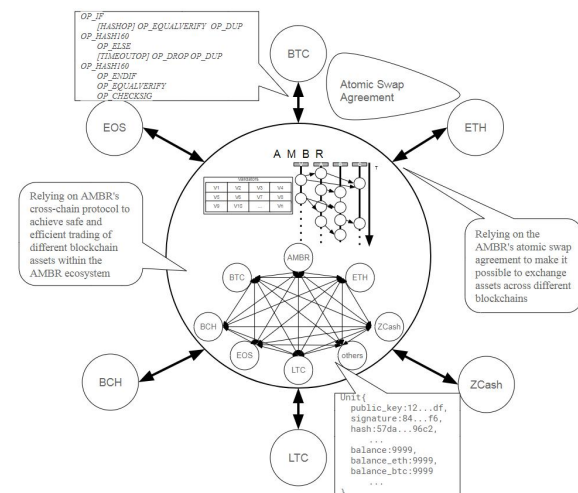 OP_IF
[HASHOP] OP_EQUALVERIFY OP_DUP
OP_HASH160
OP_ELSE
[TIMEOUTOP] OP_DROP OP_DUP
OP_HASH160
OP_ENDIF
OP_EQUALVERIFY
OP_CHECKSIG
BTC
Atomic Swap
Agreement
EOS
ETH
A M B R
Validators
V1 V2 V3 V4
V5 V6 V7 V8
V9 V10 ... Vn
T
Relying on AMBR's
cross-chain protocol to
achieve safe and
efficient trading of
different blockchain
assets within the
AMBR ecosystem
Relying on the
AMBR's atomic swap
agreement to make it
possible to exchange
assets across different
blockchains
AMBR
BTC
ETH
BCH
ZCash
EOS
LTC
others
BCH
ZCash
LTC
Unit{
public_key:12...df,
signature:84...f6,
hash:57da...96c2,
...
balance:9999,
balance_eth:9999,
balance_btc:9999
...
}